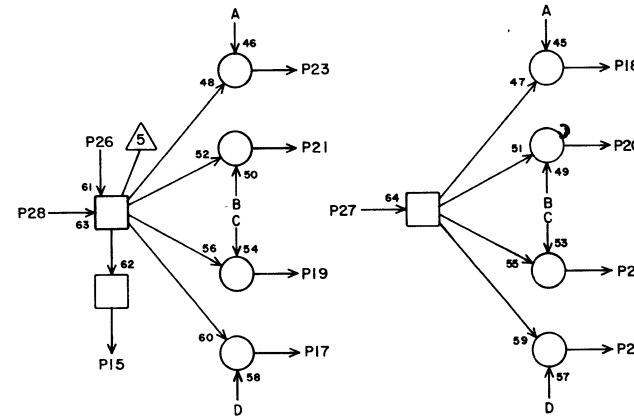 A A
46 45
P23 P18
48 47
5
P26 52 P21 51 P20
50 49
61
B B
P28 63 P27 64
C C
56 54 55 53
62
P19
60 P17 59
P15 58 57
D D